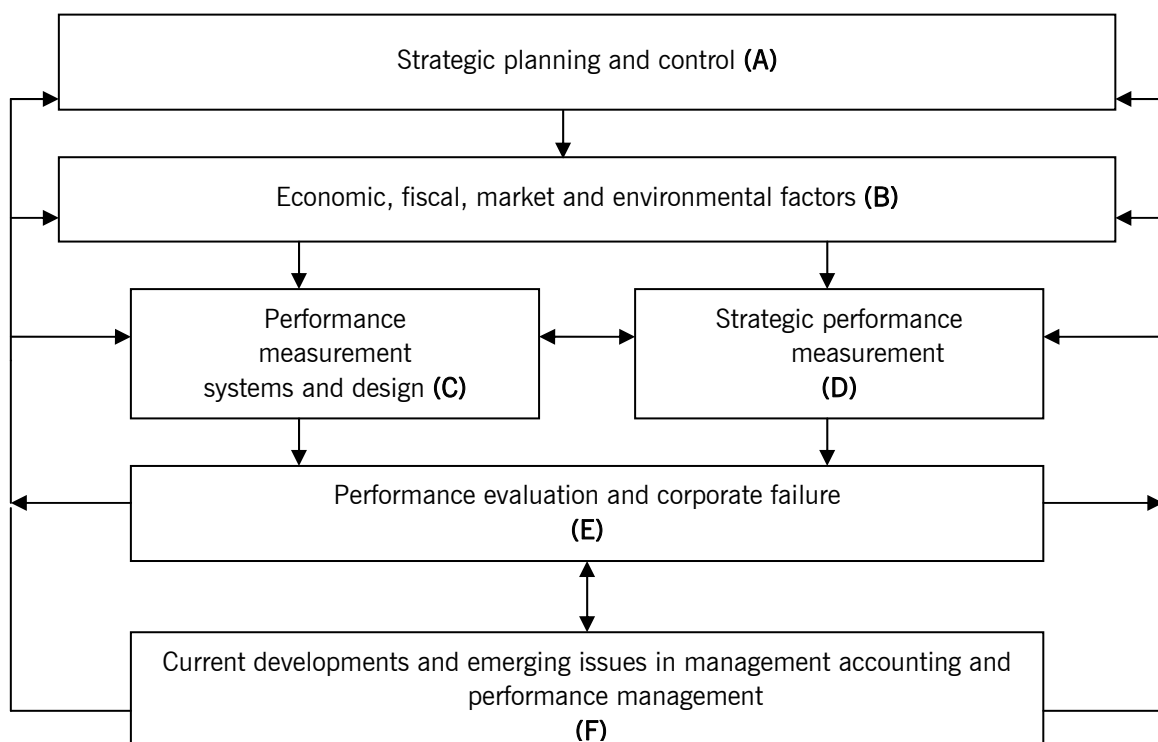 Strategic planning and control (A)
Economic, fiscal, market and environmental factors (B)
Performance
measurement
systems and design (C)
Strategic performance
measurement
(D)
Performance evaluation and corporate failure
(E)
Current developments and emerging issues in management accounting and
performance management
(F)